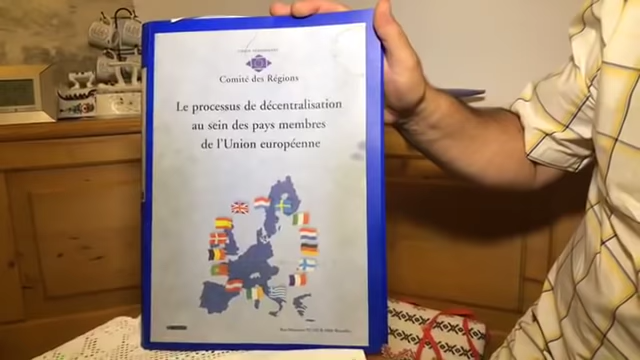 Comité des Régions
Le processus de décentralisation
au sein des pays membres
de l'Union européenne